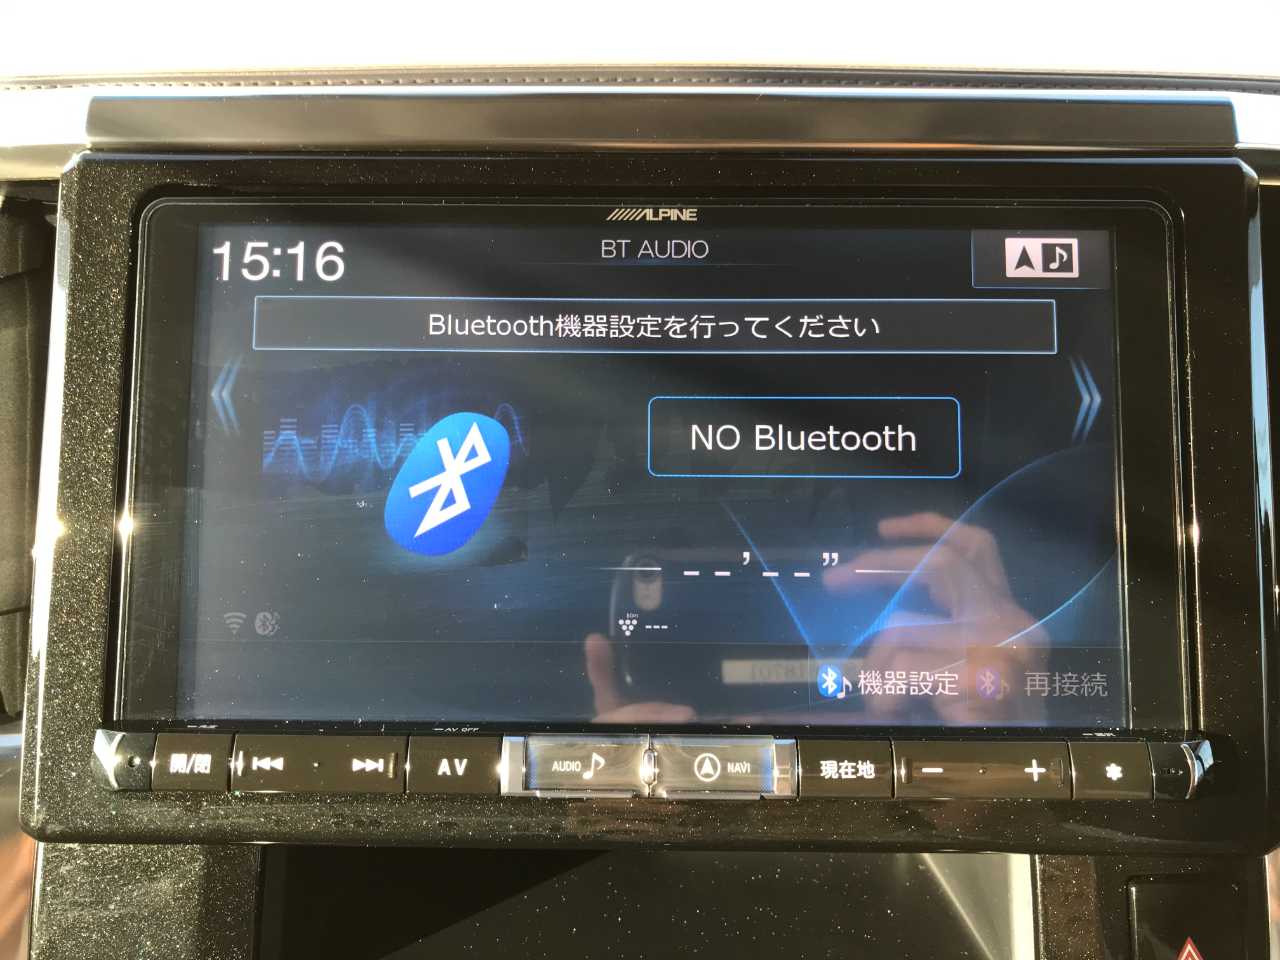 ALPINE
15:16
BT AUDIO
Bluetooth機器設定を行ってください
NO Bluetooth
--'--"
---
機器設定
再接続
AV OFF
開/閉
AV
AUDIO
NAVI
現在地
−
+
*